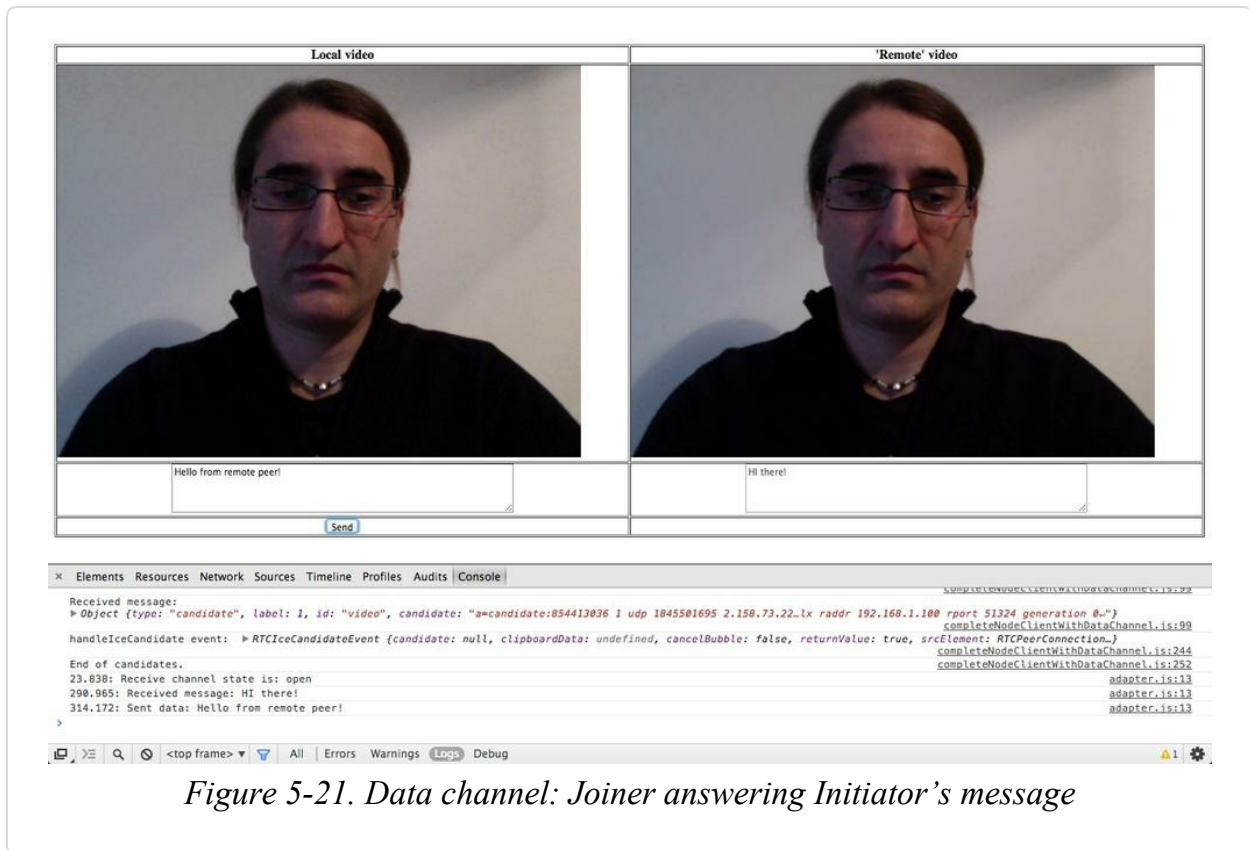 Local video
'Remote' video
Hello from remote peer!
HI there!
Send
× Elements Resources Network Sources Timeline Profiles Audits Console
completeNodeClientWithDataChannel.js:99
Received message:
▶ Object {type: "candidate", label: 1, id: "video", candidate: "a=candidate:854413036 1 udp 1845501695 2.158.73.22…lx raddr 192.168.1.100 rport 51324 generation 0↵"}
completeNodeClientWithDataChannel.js:99
handleIceCandidate event: ▶ RTCIceCandidateEvent {candidate: null, clipboardData: undefined, cancelBubble: false, returnValue: true, srcElement: RTCPeerConnection…}
completeNodeClientWithDataChannel.js:244
End of candidates. completeNodeClientWithDataChannel.js:252
23.838: Receive channel state is: open adapter.js:13
290.965: Received message: HI there! adapter.js:13
314.172: Sent data: Hello from remote peer! adapter.js:13
>
<top frame> ▼ All | Errors Warnings Logs Debug 1
Figure 5-21. Data channel: Joiner answering Initiator’s message